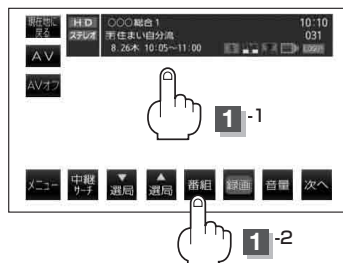 現在地に
戻る
HD
○○○総合1
10:10
ステレオ
住まい自分流
031
8.26木 10:05~11:00
AV
AVオフ
1-1
メニュー
中継
サーチ
▼
選局
▲
選局
番組
録画
音量
次へ
1-2